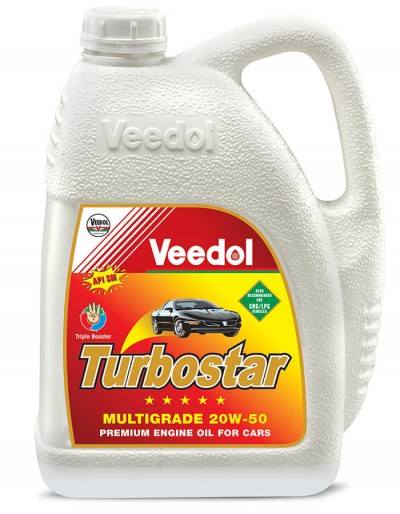 Veedol
VEEDOL
Veedol
API SM
ALSO
RECOMMENDED
FOR
CNG/LPG
VEHICLES
Triple Booster
Turbostar
MULTIGRADE 20W-50
PREMIUM ENGINE OIL FOR CARS